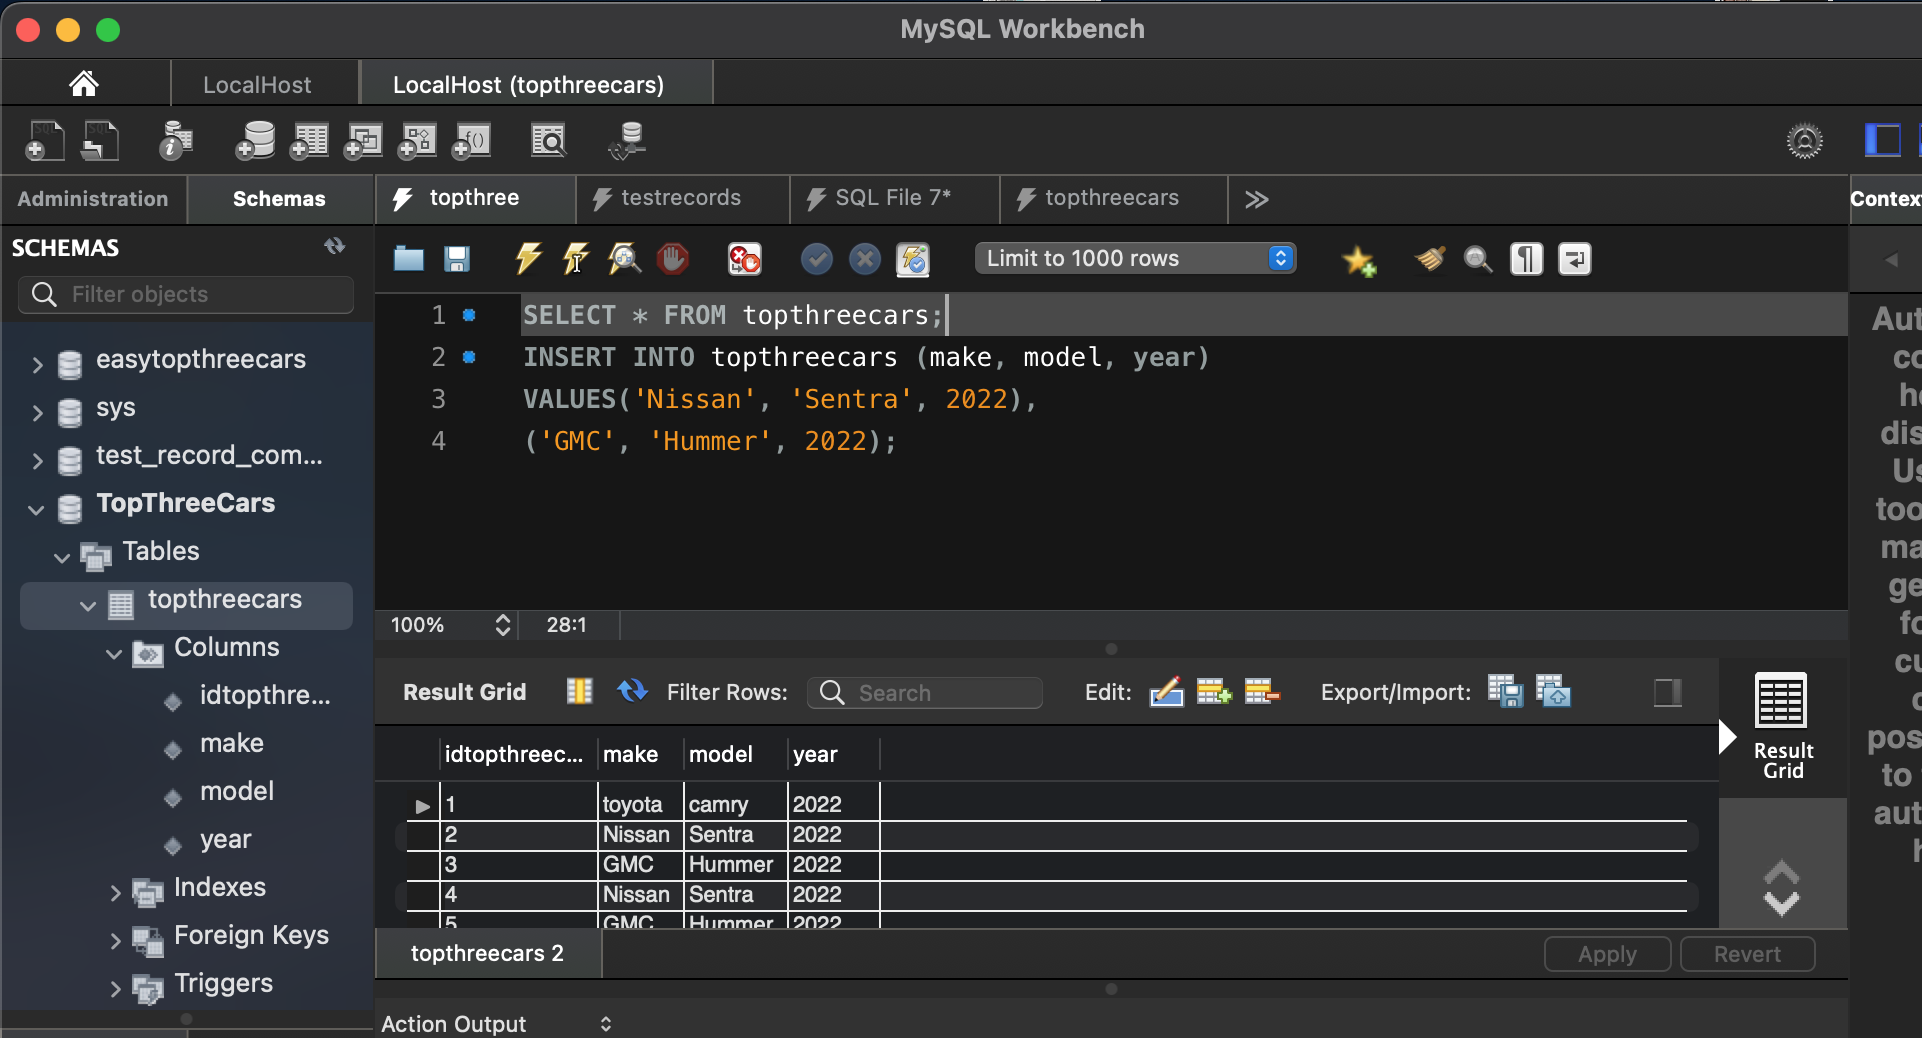 MySQL Workbench
LocalHost
LocalHost (topthreecars)
Administration
Schemas
topthree
testrecords
SQL File 7*
topthreecars
SCHEMAS
Filter objects
Limit to 1000 rows
easytopthreecars
sys
test_record_com...
TopThreeCars
Tables
topthreecars
Columns
idtopthre...
make
model
year
Indexes
Foreign Keys
Triggers
1 SELECT * FROM topthreecars;
2 INSERT INTO topthreecars (make, model, year)
3 VALUES('Nissan', 'Sentra', 2022),
4 ('GMC', 'Hummer', 2022);
100% 28:1
Result Grid Filter Rows: Search Edit: Export/Import:
idtopthreec... make model year
1 toyota camry 2022
2 Nissan Sentra 2022
3 GMC Hummer 2022
4 Nissan Sentra 2022
5 GMC Hummer 2022
Result
Grid
topthreecars 2
Apply
Revert
Action Output
Contex
Aut
co
dis
Us
too
ma
ge
cu
pos
to
aut